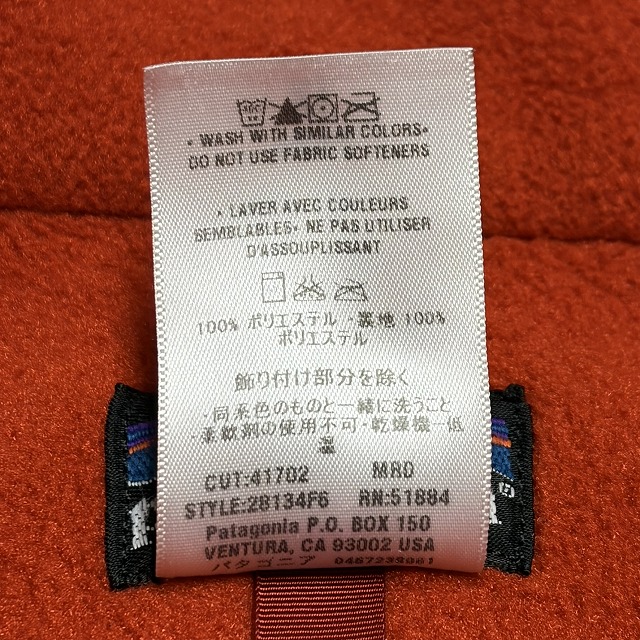 • WASH WITH SIMILAR COLORS•
DO NOT USE FABRIC SOFTENERS
• LAVER AVEC COULEURS
SEMBLABLES• NE PAS UTILISER
D'ASSOUPLISSANT
100% ポリエステル ・裏地 100%
ポリエステル
飾り付け部分を除く
・同系色のものと一緒に洗うこと
・柔軟剤の使用不可・乾燥機－低
温
CUT:41702 MRD
STYLE:28134F6 RN:51884
Patagonia P.O. BOX 150
VENTURA, CA 93002 USA
パタゴニア 0467238961